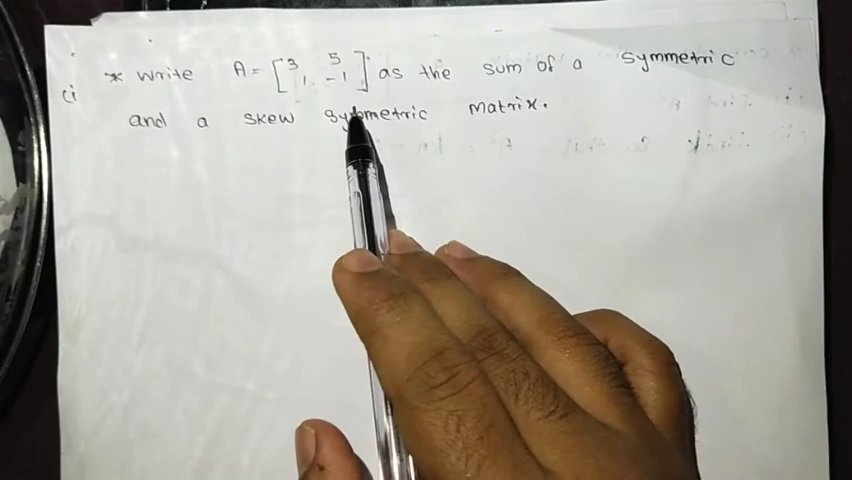 * Write A = [ 3 5 ] as the sum of a symmetric
1 -1
(i
and a skew symmetric matrix.